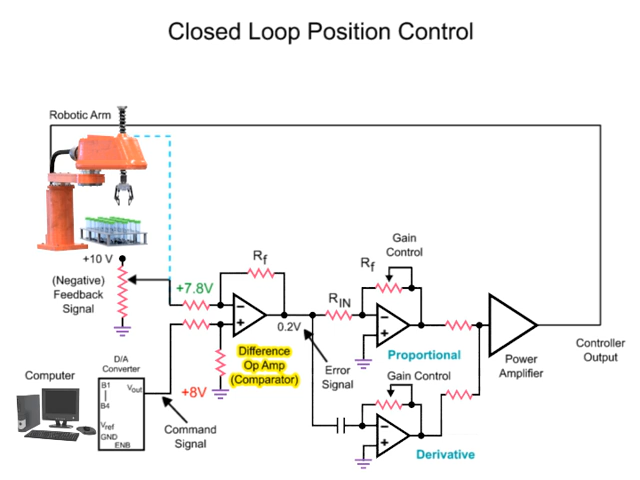 Closed Loop Position Control
Robotic Arm
+10 V
(Negative)
Feedback
Signal
+7.8V
Rf
RIN
Rf
Gain
Control
−
+
0.2V
−
+
Proportional
Power
Amplifier
Controller
Output
Difference
Op Amp
(Comparator)
Error
Signal
+8V
Computer
D/A
Converter
B1
B4
Vout
Vref
GND
ENB
Command
Signal
Gain Control
−
+
Derivative